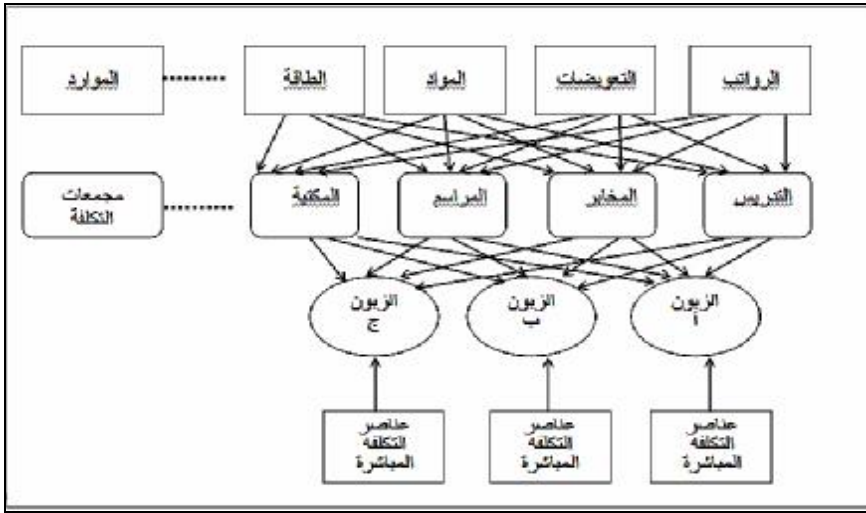 الرواتب
التعويضات
المواد
الطاقة
الموارد
التدريس
المخابر
المراسم
المكتبة
مجمعات
التكلفة
الزبون
أ
الزبون
ب
الزبون
ج
عناصر
التكلفة
المباشرة
عناصر
التكلفة
المباشرة
عناصر
التكلفة
المباشرة